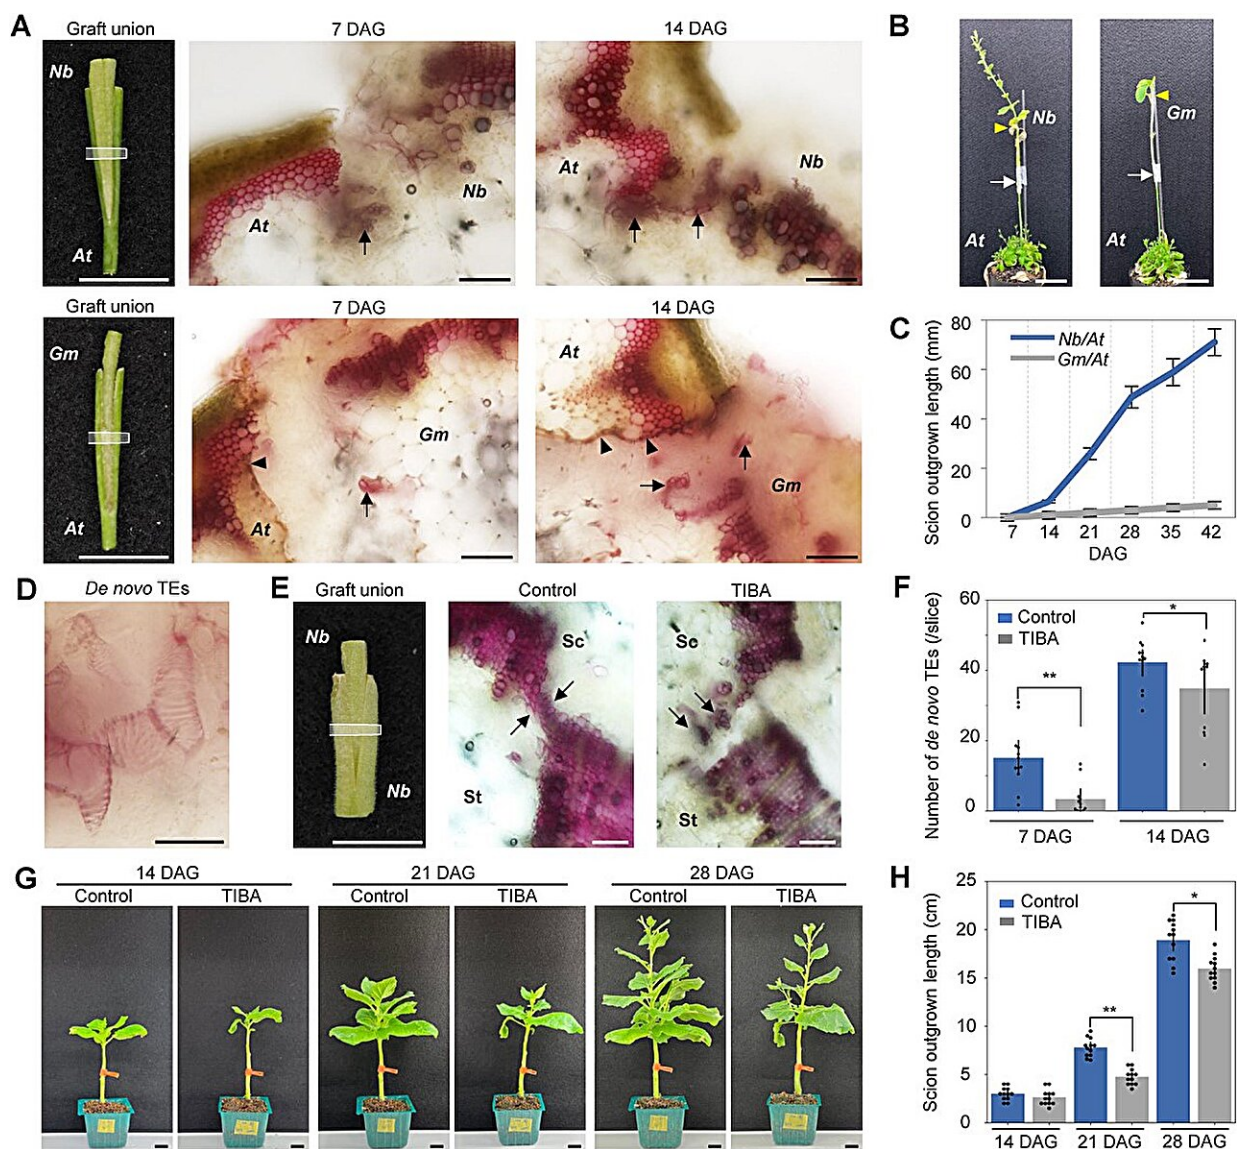 A
Graft union
7 DAG
14 DAG
Nb
At
At
Nb
At
Nb
Graft union
7 DAG
14 DAG
Gm
At
At
Gm
At
Gm
B
Nb
At
Gm
At
C
Scion outgrown length (mm)
80
60
40
20
0
Nb/At
Gm/At
7 14 21 28 35 42
DAG
D
De novo TEs
E
Graft union
Control
TIBA
Nb
Nb
Sc
St
Sc
St
F
Number of de novo TEs (/slice)
60
40
20
0
Control
TIBA
**
*
7 DAG
14 DAG
G
14 DAG
21 DAG
28 DAG
Control
TIBA
Control
TIBA
Control
TIBA
H
Scion outgrown length (cm)
25
20
15
10
5
0
Control
TIBA
**
*
14 DAG
21 DAG
28 DAG